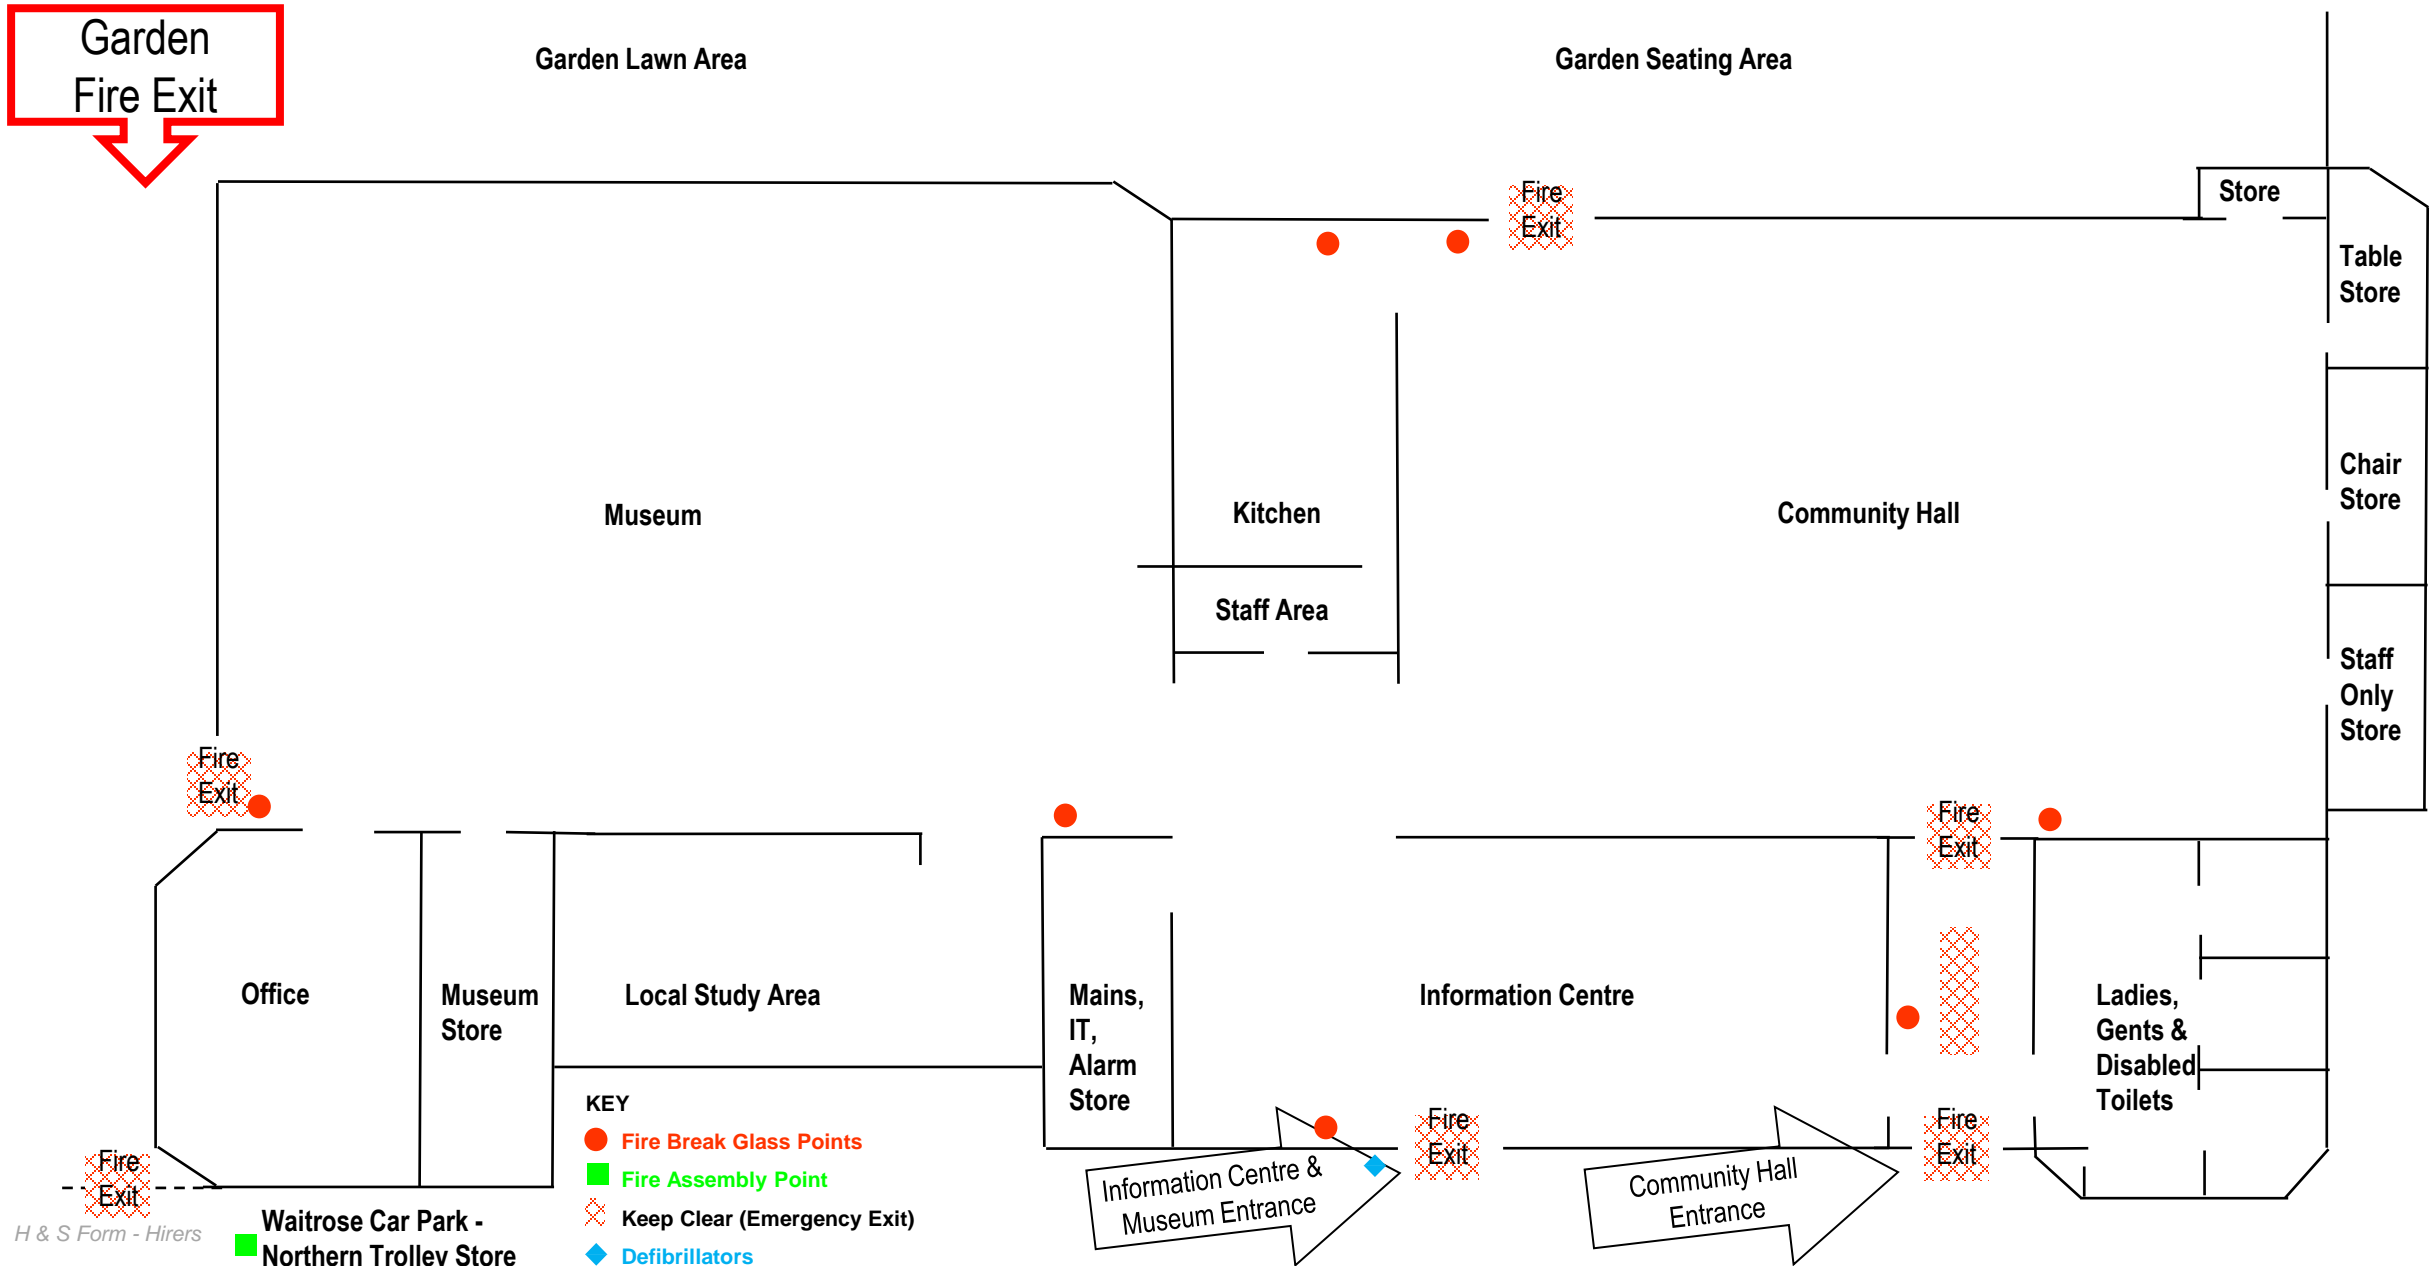 Garden
Fire Exit
Garden Lawn Area
Garden Seating Area
Fire
Exit
Store
Table
Store
Museum
Kitchen
Community Hall
Chair
Store
Staff Area
Staff
Only
Store
Fire
Exit
Fire
Exit
Office
Museum
Store
Local Study Area
Mains,
IT,
Alarm
Store
Information Centre
Ladies,
Gents &
Disabled
Toilets
Fire
Exit
Fire
Exit
Fire
Exit
Information Centre &
Museum Entrance
Community Hall
Entrance
KEY
Fire Break Glass Points
Fire Assembly Point
Keep Clear (Emergency Exit)
Defibrillators
H & S Form - Hirers
Waitrose Car Park -
Northern Trolley Store